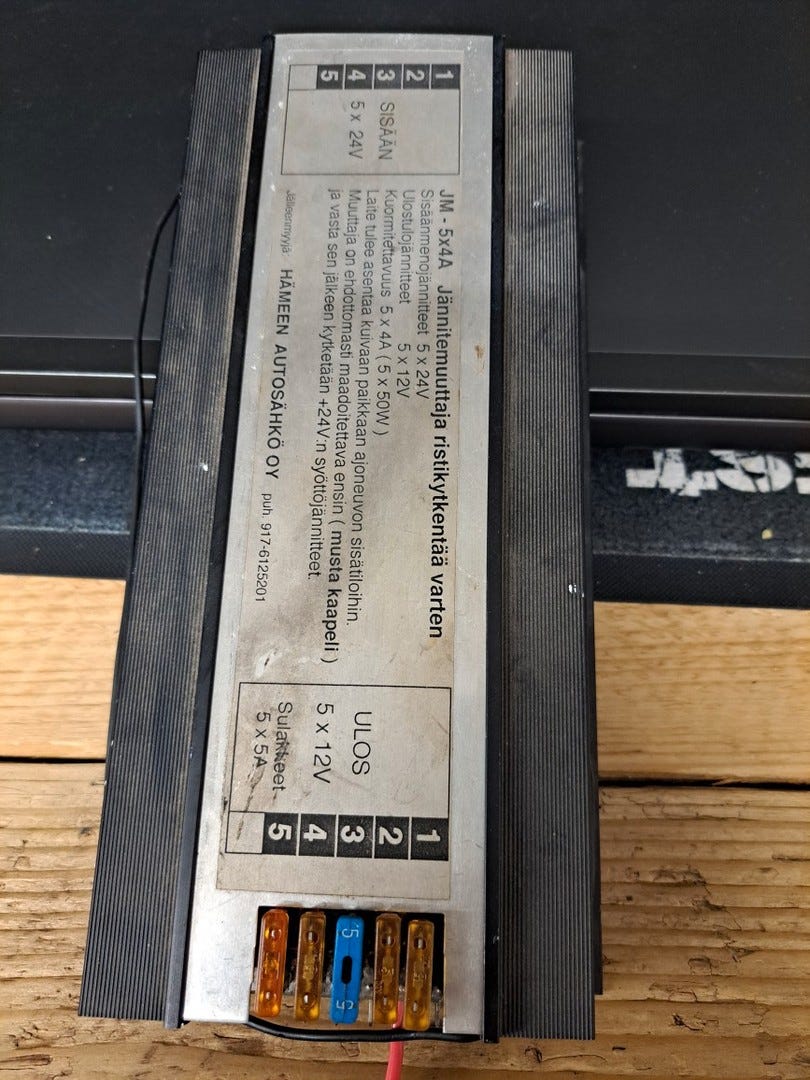 1
2
3
4
5
SISÄÄN
5 x 24V
JM - 5x4A Jännitemuuttaja ristikytkentää varten
Sisäänmenojännitteet 5 x 24V
Ulostulojännitteet 5 x 12V
Kuormitettavuus 5 x 4A ( 5 x 50W )
Laite tulee asentaa kuivaan paikkaan ajoneuvon sisätiloihin.
Muuttaja on ehdottomasti maadoitettava ensin ( musta kaapeli )
ja vasta sen jälkeen kytketään +24V:n syöttöjännitteet.
Jälleenmyyjä HÄMEEN AUTOSÄHKÖ OY puh. 917-6125201
ULOS
5 x 12V
Sulakkeet
5 x 5A
1
2
3
4
5
15